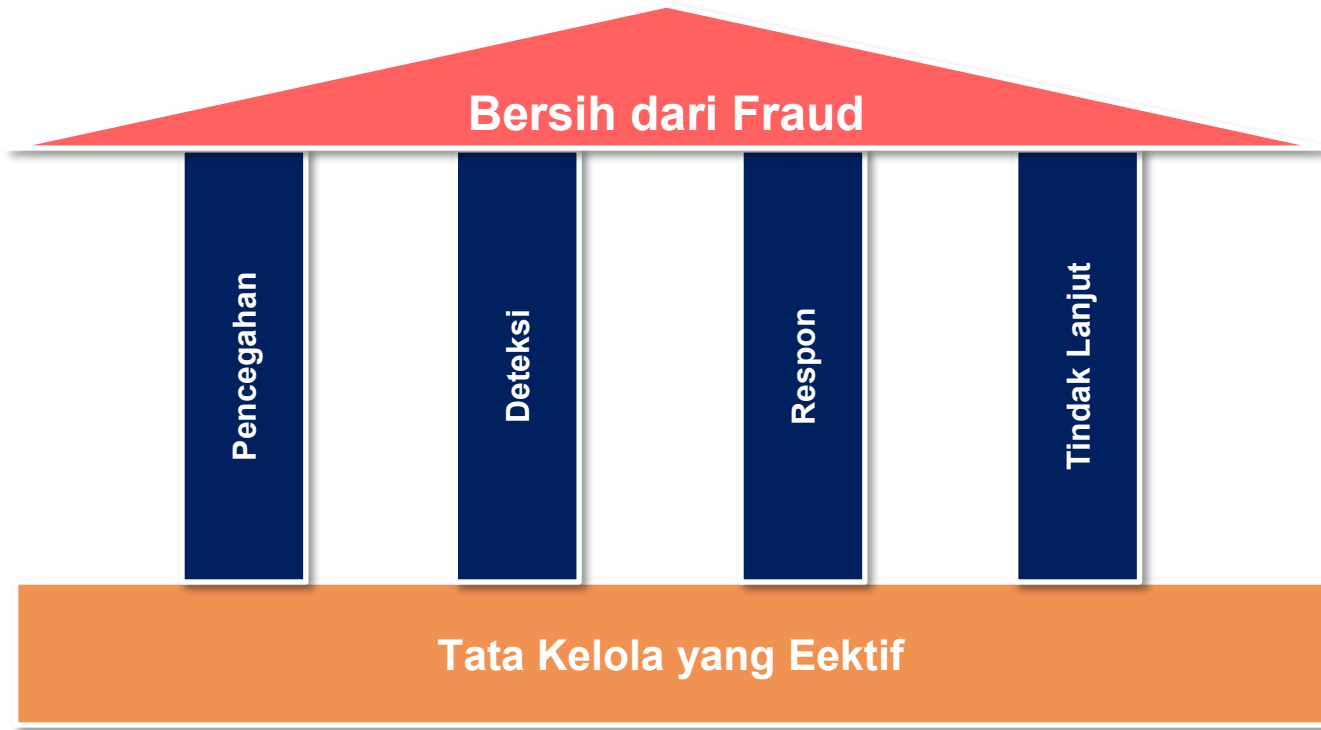 Bersih dari Fraud
Pencegahan
Deteksi
Respon
Tindak Lanjut
Tata Kelola yang Eektif